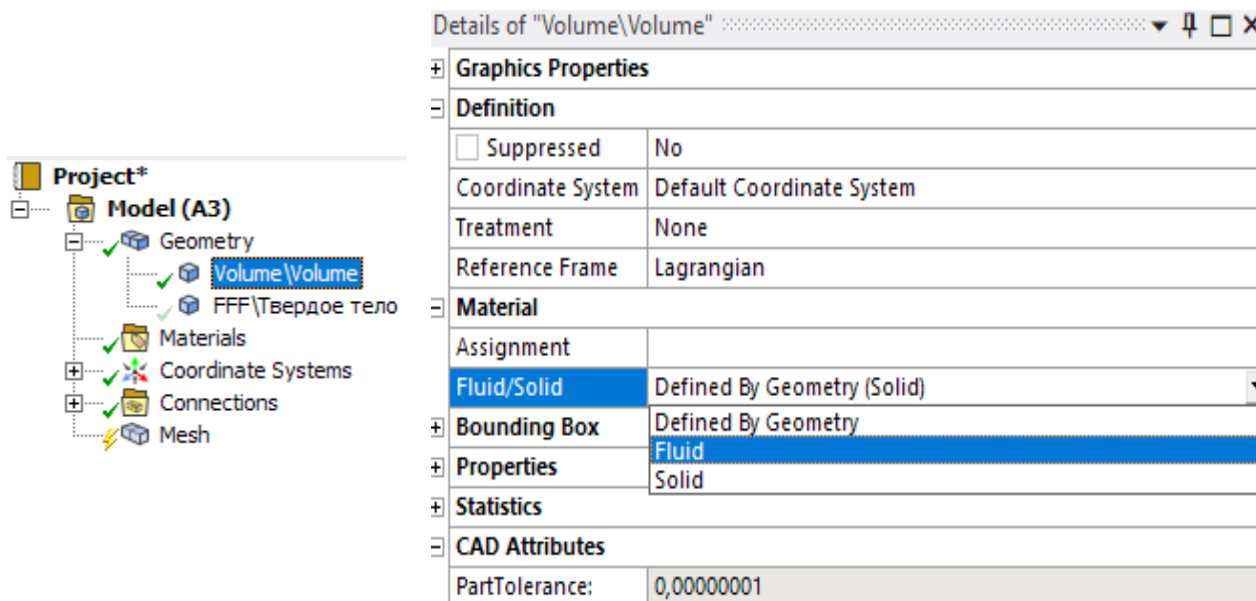 Project*
Model (A3)
Geometry
Volume\Volume
FFF\Твердое тело
Materials
Coordinate Systems
Connections
Mesh
Details of "Volume\Volume"
Graphics Properties
Definition
Suppressed No
Coordinate System Default Coordinate System
Treatment None
Reference Frame Lagrangian
Material
Assignment
Fluid/Solid Defined By Geometry (Solid)
Defined By Geometry
Fluid
Solid
Bounding Box
Properties
Statistics
CAD Attributes
PartTolerance: 0,00000001